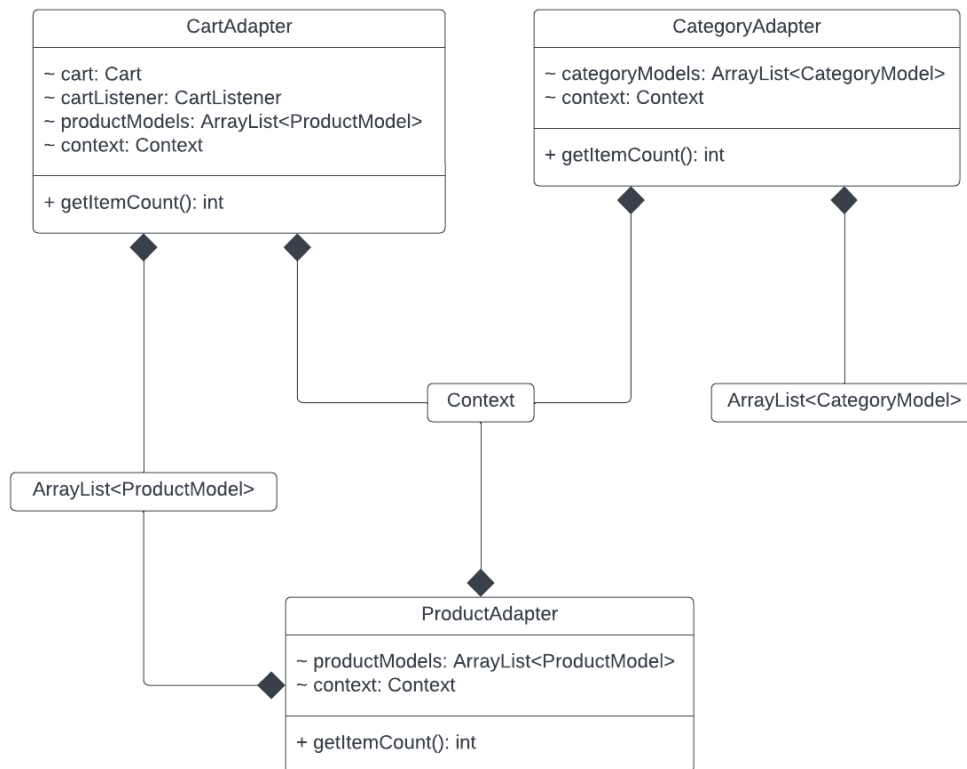 CartAdapter
~ cart: Cart
~ cartListener: CartListener
~ productModels: ArrayList<ProductModel>
~ context: Context
+ getItemCount(): int
CategoryAdapter
~ categoryModels: ArrayList<CategoryModel>
~ context: Context
+ getItemCount(): int
Context
ArrayList<CategoryModel>
ArrayList<ProductModel>
ProductAdapter
~ productModels: ArrayList<ProductModel>
~ context: Context
+ getItemCount(): int